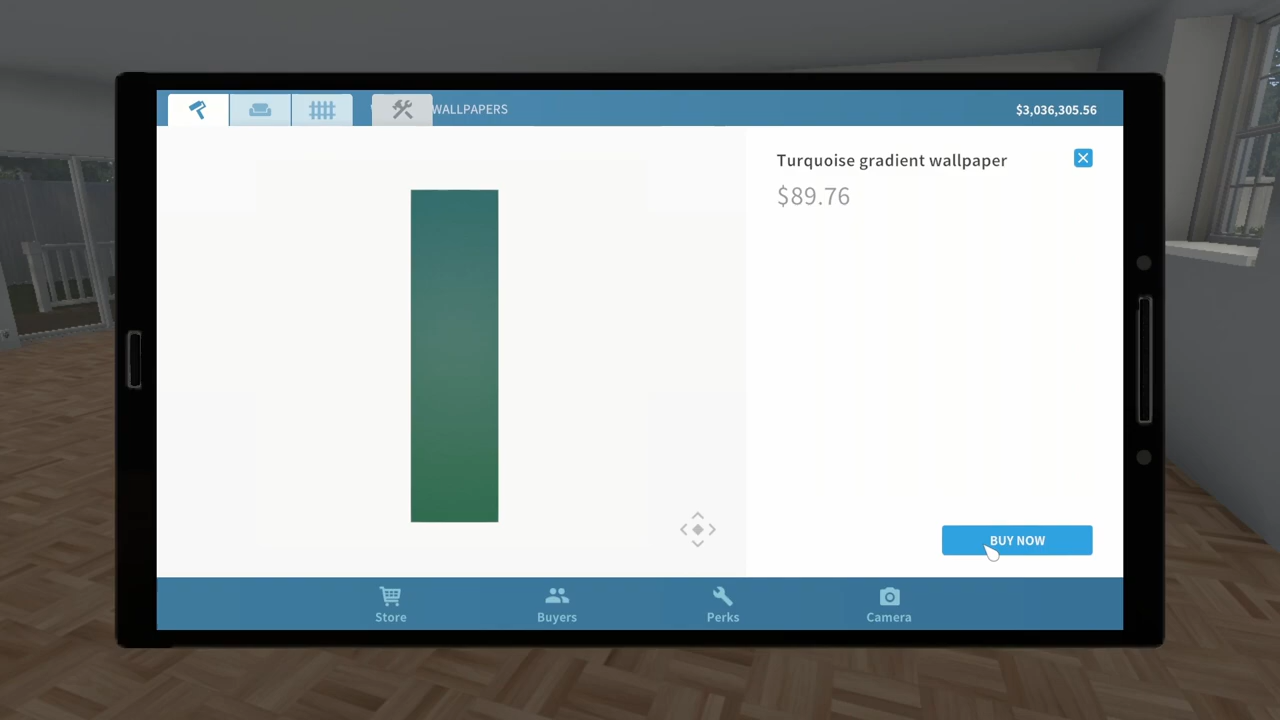 WALLPAPERS
$3,036,305.56
Turquoise gradient wallpaper
$89.76
BUY NOW
Store
Buyers
Perks
Camera